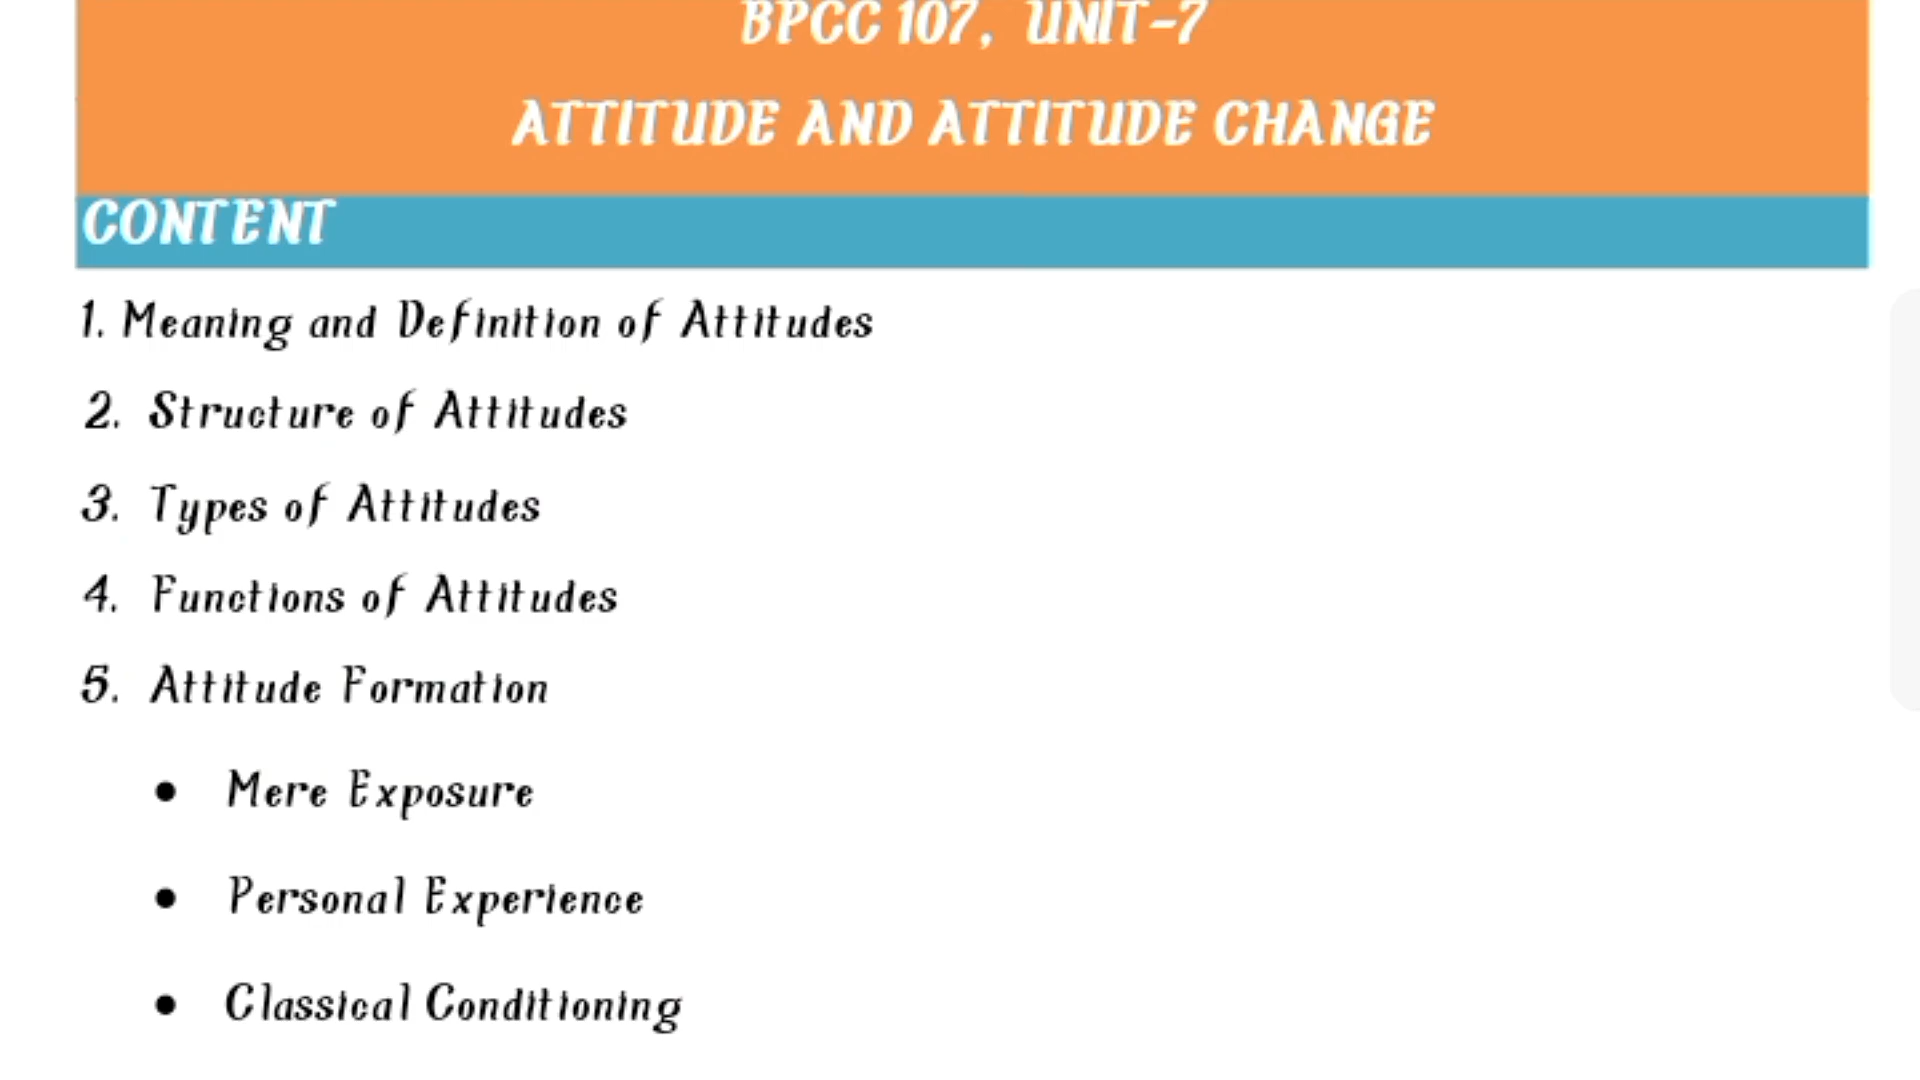 BPCC 107, UNIT-7
ATTITUDE AND ATTITUDE CHANGE
CONTENT
1. Meaning and Definition of Attitudes
2. Structure of Attitudes
3. Types of Attitudes
4. Functions of Attitudes
5. Attitude Formation
• Mere Exposure
• Personal Experience
• Classical Conditioning